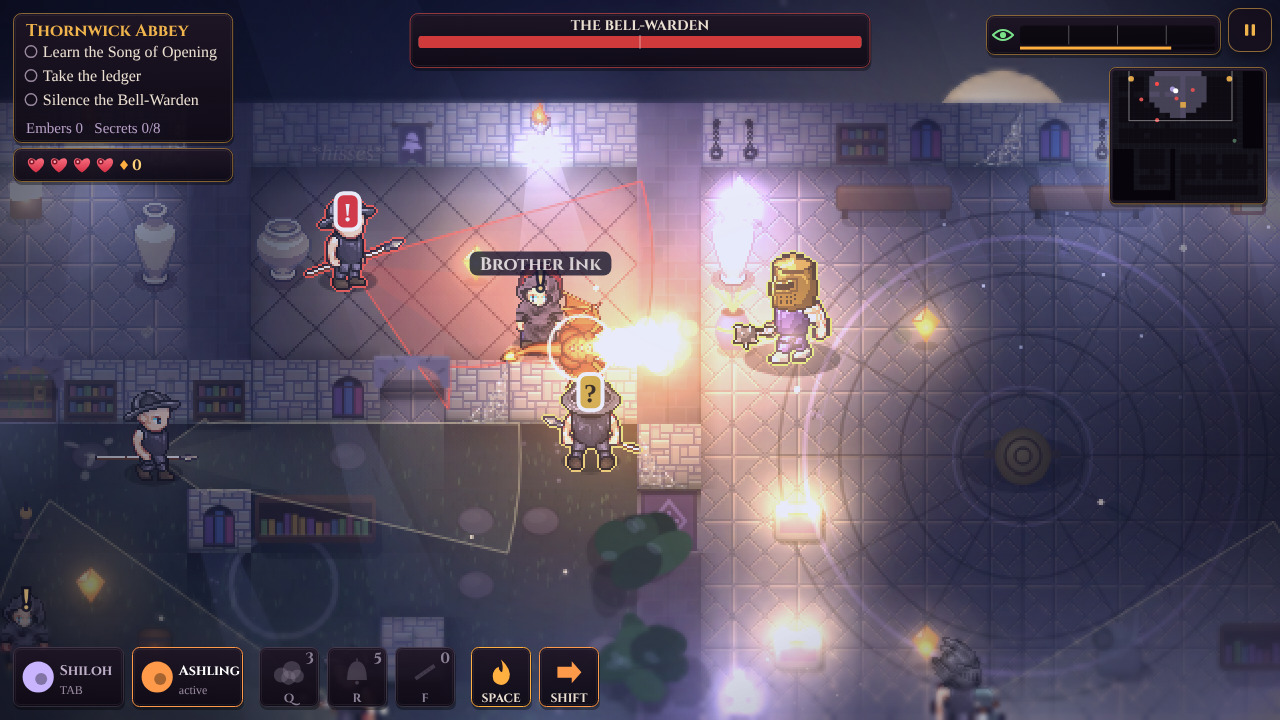 THORNWICK ABBEY
Learn the Song of Opening
Take the ledger
Silence the Bell-Warden
Embers 0 Secrets 0/8
0
THE BELL-WARDEN
hisses
!
BROTHER INK
!
?
!
SHILOH
TAB
ASHLING
active
3
Q
5
R
0
F
SPACE
SHIFT